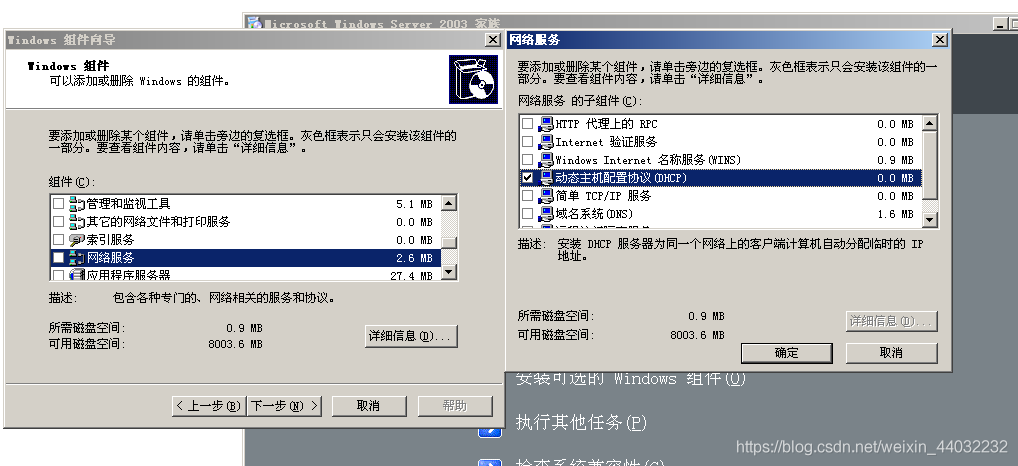 Microsoft Windows Server 2003 家族
Windows 组件向导
Windows 组件
可以添加或删除 Windows 的组件。
要添加或删除某个组件，请单击旁边的复选框。灰色框表示只会安装该组件的
一部分。要查看组件内容，请单击“详细信息”。
组件(C):
管理和监视工具 5.1 MB
其它的网络文件和打印服务 0.0 MB
索引服务 0.0 MB
网络服务 2.6 MB
应用程序服务器 27.4 MB
描述: 包含各种专门的、网络相关的服务和协议。
所需磁盘空间: 0.9 MB
可用磁盘空间: 8003.6 MB
详细信息(D)...
< 上一步(B) 下一步(N) > 取消 帮助
网络服务
要添加或删除某个组件，请单击旁边的复选框。灰色框表示只会安装该组件的一
部分。要查看组件内容，请单击“详细信息”。
网络服务 的子组件(C):
HTTP 代理上的 RPC 0.0 MB
Internet 验证服务 0.0 MB
Windows Internet 名称服务(WINS) 0.9 MB
动态主机配置协议(DHCP) 0.0 MB
简单 TCP/IP 服务 0.0 MB
域名系统(DNS) 1.6 MB
描述: 安装 DHCP 服务器为同一个网络上的客户端计算机自动分配临时的 IP
地址。
所需磁盘空间: 0.9 MB
可用磁盘空间: 8003.6 MB
详细信息(D)...
确定 取消
安装可选的 Windows 组件(O)
执行其他任务(P)
检查系统兼容性(C)
https://blog.csdn.net/weixin_44032232